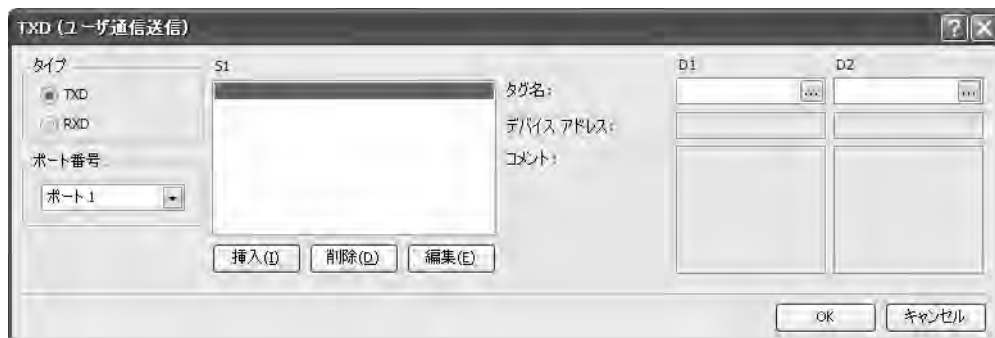 TXD (ユーザ通信送信)
タイプ
TXD
RXD
ポート番号
ポート 1
S1
挿入(I)
削除(D)
編集(E)
タグ名:
デバイス アドレス:
コメント:
D1
...
D2
...
OK
キャンセル